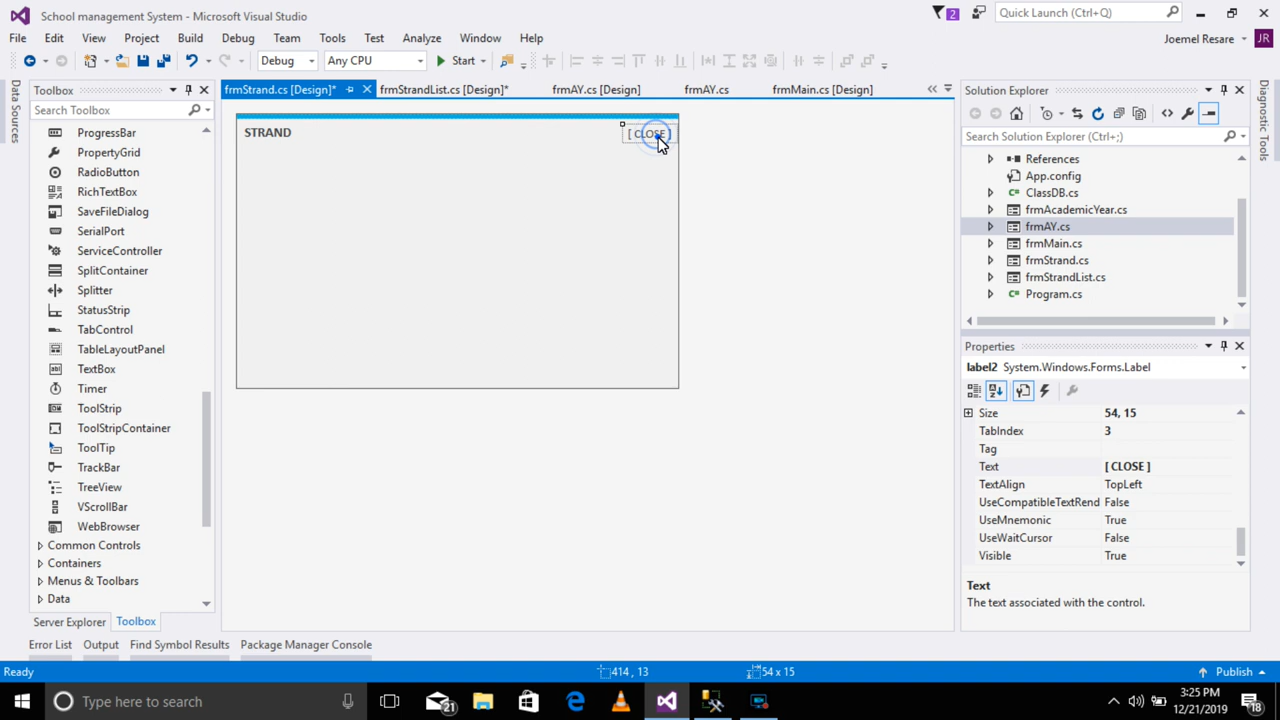 School management System - Microsoft Visual Studio
2
Quick Launch (Ctrl+Q)
File Edit View Project Build Debug Team Tools Test Analyze Window Help
Joemel Resare JR
Debug Any CPU Start
Data Sources
Toolbox
Search Toolbox
ProgressBar
PropertyGrid
RadioButton
RichTextBox
SaveFileDialog
SerialPort
ServiceController
SplitContainer
Splitter
StatusStrip
TabControl
TableLayoutPanel
TextBox
Timer
ToolStrip
ToolStripContainer
ToolTip
TrackBar
TreeView
VScrollBar
WebBrowser
Common Controls
Containers
Menus & Toolbars
Data
Server Explorer Toolbox
frmStrand.cs [Design]* frmStrandList.cs [Design]* frmAY.cs [Design] frmAY.cs frmMain.cs [Design]
STRAND
[ CLOSE ]
Solution Explorer
Search Solution Explorer (Ctrl+;)
References
App.config
ClassDB.cs
frmAcademicYear.cs
frmAY.cs
frmMain.cs
frmStrand.cs
frmStrandList.cs
Program.cs
Diagnostic Tools
Properties
label2 System.Windows.Forms.Label
Size 54, 15
TabIndex 3
Tag
Text [ CLOSE ]
TextAlign TopLeft
UseCompatibleTextRend False
UseMnemonic True
UseWaitCursor False
Visible True
Text
The text associated with the control.
Error List Output Find Symbol Results Package Manager Console
Ready 414 , 13 54 x 15 Publish
Type here to search
21
3:25 PM
12/21/2019
18